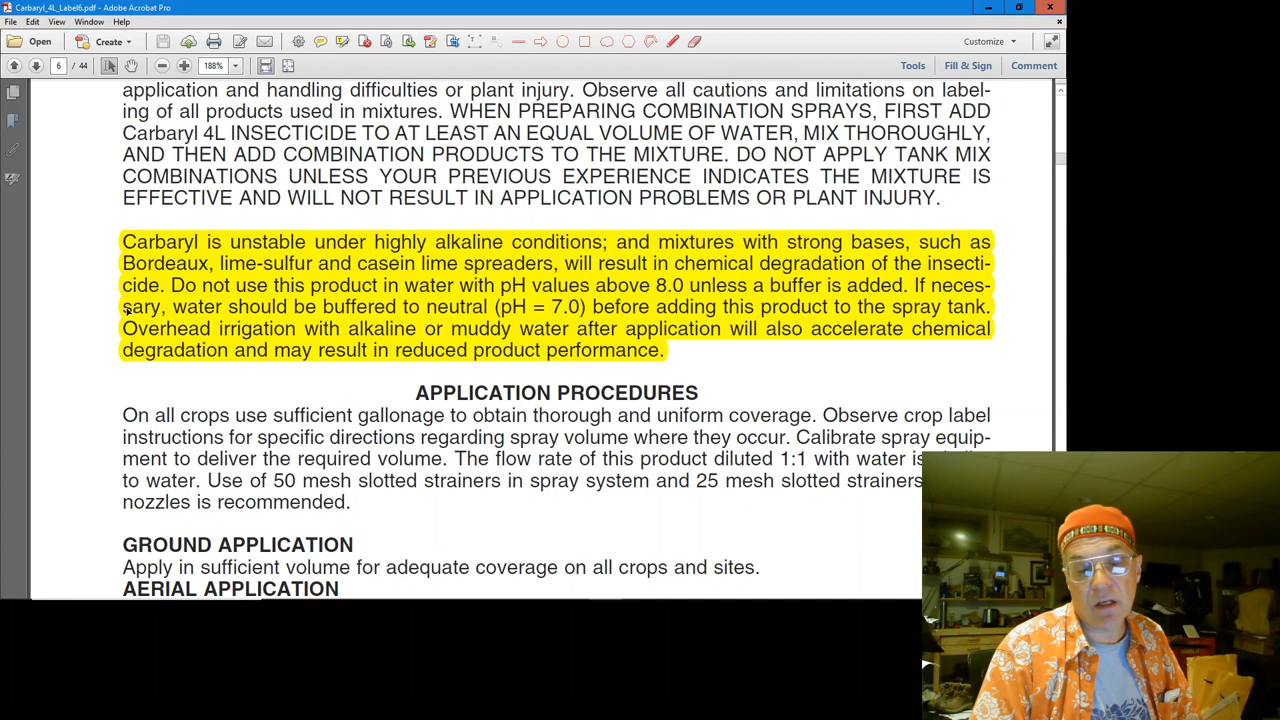 Carbaryl_4L_Label6.pdf - Adobe Acrobat Pro
File Edit View Window Help
Open Create Customize
6 / 44 188% Tools Fill & Sign Comment
application and handling difficulties or plant injury. Observe all cautions and limitations on label-
ing of all products used in mixtures. WHEN PREPARING COMBINATION SPRAYS, FIRST ADD
Carbaryl 4L INSECTICIDE TO AT LEAST AN EQUAL VOLUME OF WATER, MIX THOROUGHLY,
AND THEN ADD COMBINATION PRODUCTS TO THE MIXTURE. DO NOT APPLY TANK MIX
COMBINATIONS UNLESS YOUR PREVIOUS EXPERIENCE INDICATES THE MIXTURE IS
EFFECTIVE AND WILL NOT RESULT IN APPLICATION PROBLEMS OR PLANT INJURY.
Carbaryl is unstable under highly alkaline conditions; and mixtures with strong bases, such as
Bordeaux, lime-sulfur and casein lime spreaders, will result in chemical degradation of the insecti-
cide. Do not use this product in water with pH values above 8.0 unless a buffer is added. If neces-
sary, water should be buffered to neutral (pH = 7.0) before adding this product to the spray tank.
Overhead irrigation with alkaline or muddy water after application will also accelerate chemical
degradation and may result in reduced product performance.
APPLICATION PROCEDURES
On all crops use sufficient gallonage to obtain thorough and uniform coverage. Observe crop label
instructions for specific directions regarding spray volume where they occur. Calibrate spray equip-
ment to deliver the required volume. The flow rate of this product diluted 1:1 with water is
to water. Use of 50 mesh slotted strainers in spray system and 25 mesh slotted strainers
nozzles is recommended.
GROUND APPLICATION
Apply in sufficient volume for adequate coverage on all crops and sites.
AERIAL APPLICATION